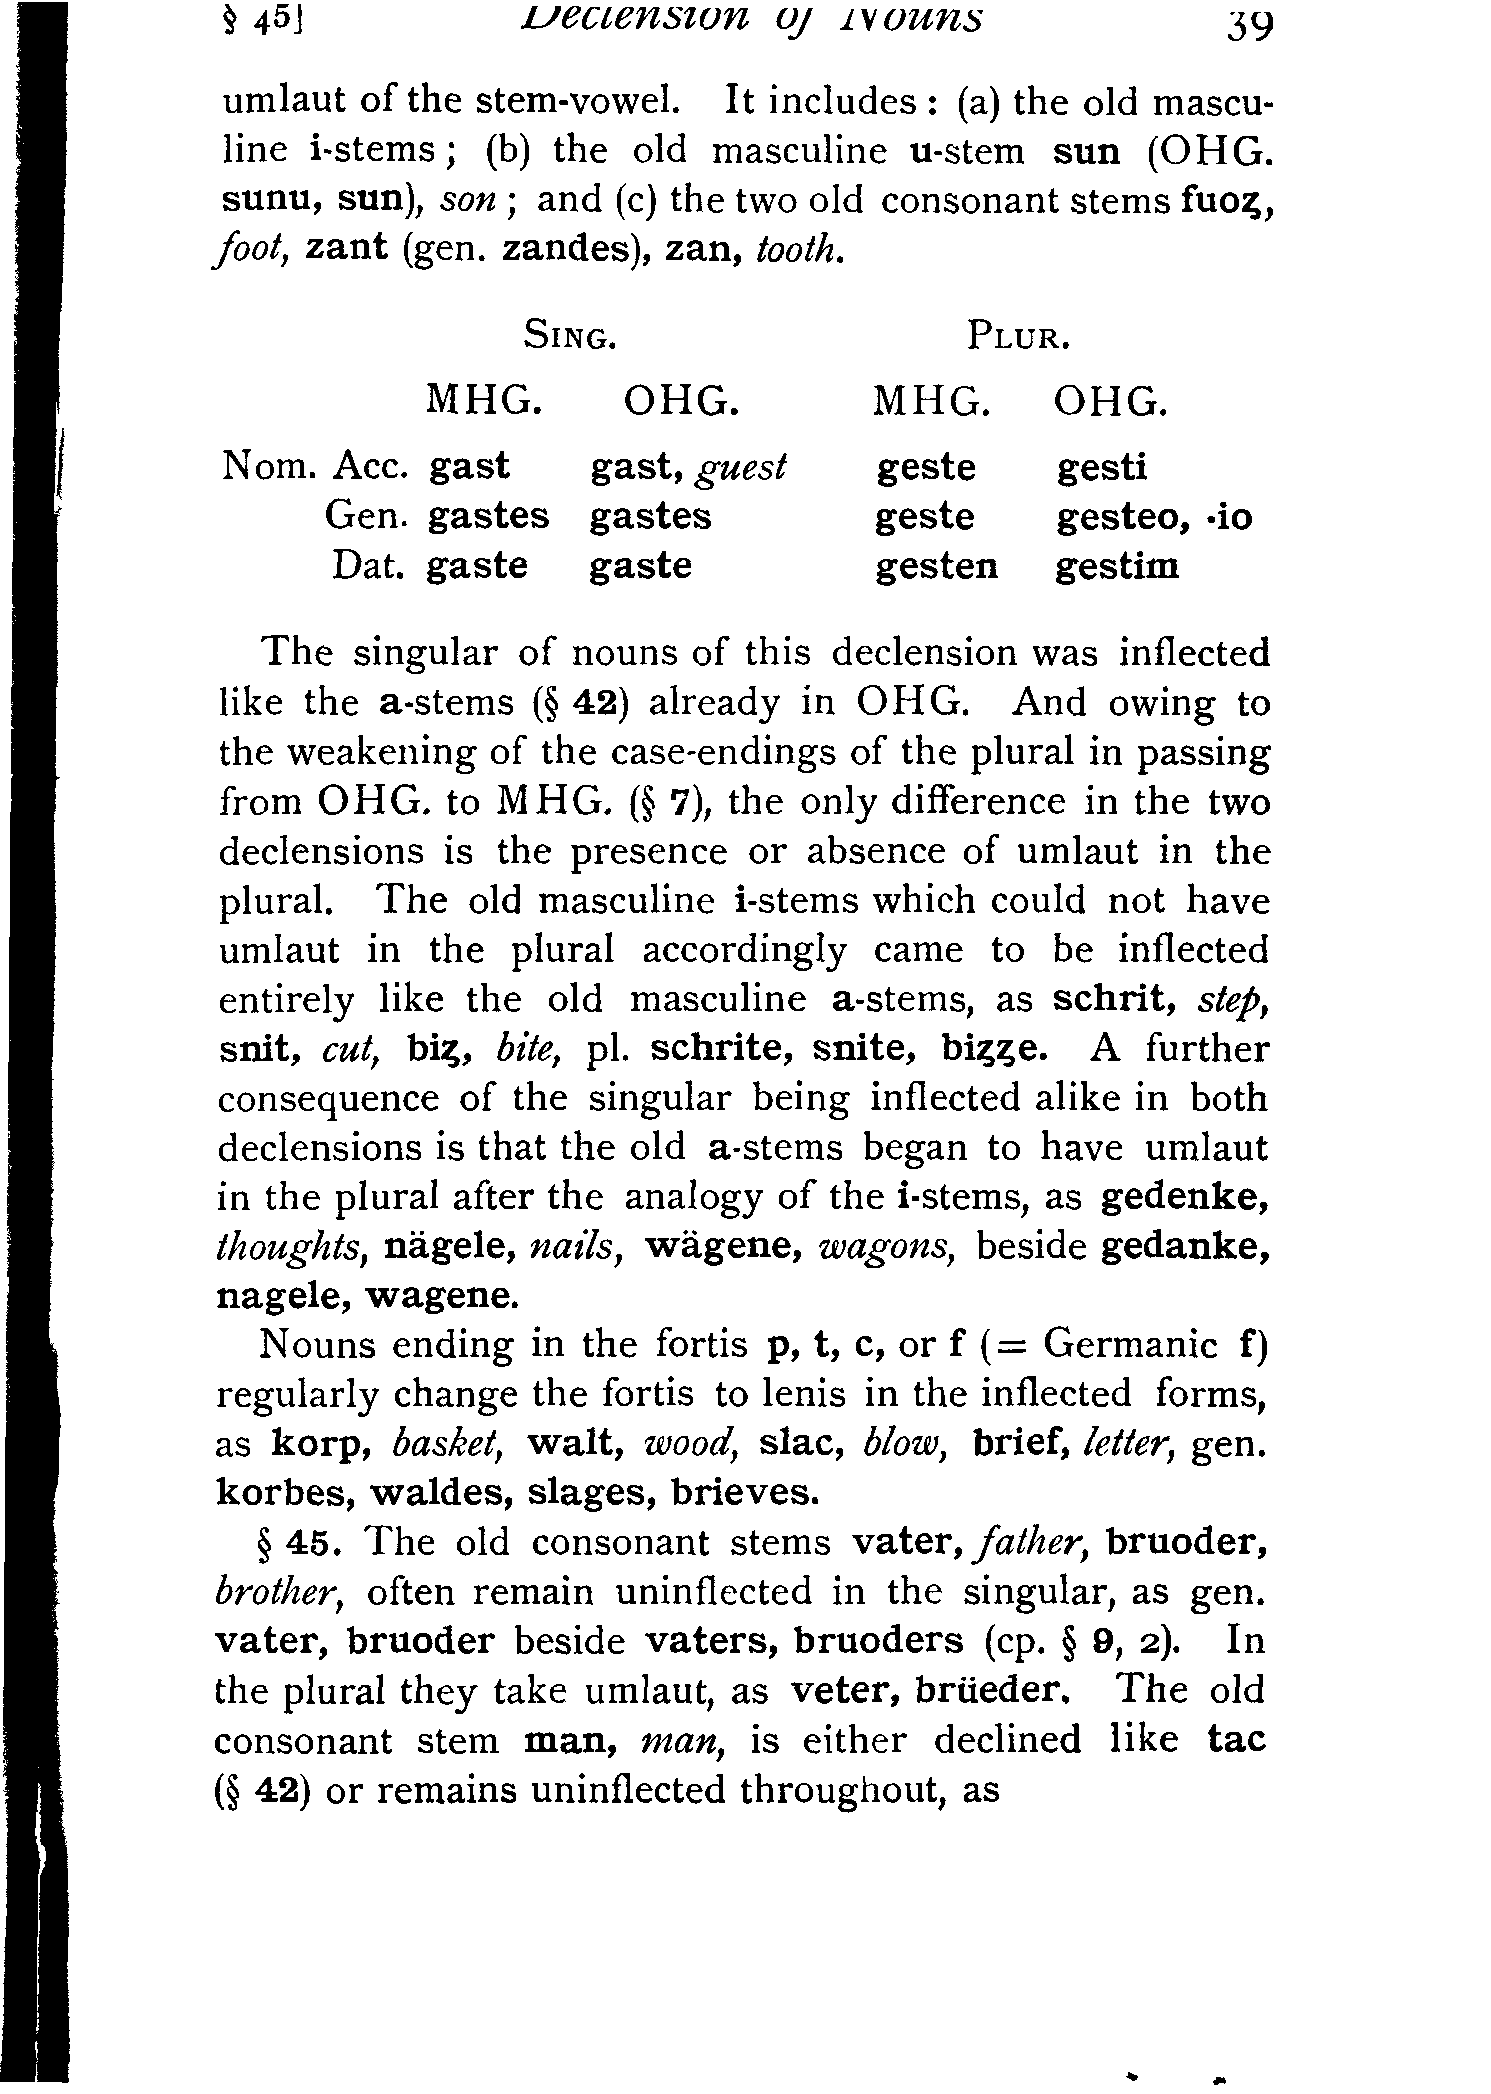 § 45] Declension of Nouns 39
umlaut of the stem-vowel. It includes : (a) the old mascu-
line i-stems ; (b) the old masculine u-stem sun (OHG.
sunu, sun), son ; and (c) the two old consonant stems fuoʒ,
foot, zant (gen. zandes), zan, tooth.
SING. PLUR.
MHG. OHG. MHG. OHG.
Nom. Acc. gast gast, guest geste gesti
Gen. gastes gastes geste gesteo, -io
Dat. gaste gaste gesten gestim
The singular of nouns of this declension was inflected
like the a-stems (§ 42) already in OHG. And owing to
the weakening of the case-endings of the plural in passing
from OHG. to MHG. (§ 7), the only difference in the two
declensions is the presence or absence of umlaut in the
plural. The old masculine i-stems which could not have
umlaut in the plural accordingly came to be inflected
entirely like the old masculine a-stems, as schrit, step,
snit, cut, biʒ, bite, pl. schrite, snite, biʒʒe. A further
consequence of the singular being inflected alike in both
declensions is that the old a-stems began to have umlaut
in the plural after the analogy of the i-stems, as gedenke,
thoughts, nägele, nails, wägene, wagons, beside gedanke,
nagele, wagene.
Nouns ending in the fortis p, t, c, or f (= Germanic f)
regularly change the fortis to lenis in the inflected forms,
as korp, basket, walt, wood, slac, blow, brief, letter, gen.
korbes, waldes, slages, brieves.
§ 45. The old consonant stems vater, father, bruoder,
brother, often remain uninflected in the singular, as gen.
vater, bruoder beside vaters, bruoders (cp. § 9, 2). In
the plural they take umlaut, as veter, brüeder. The old
consonant stem man, man, is either declined like tac
(§ 42) or remains uninflected throughout, as